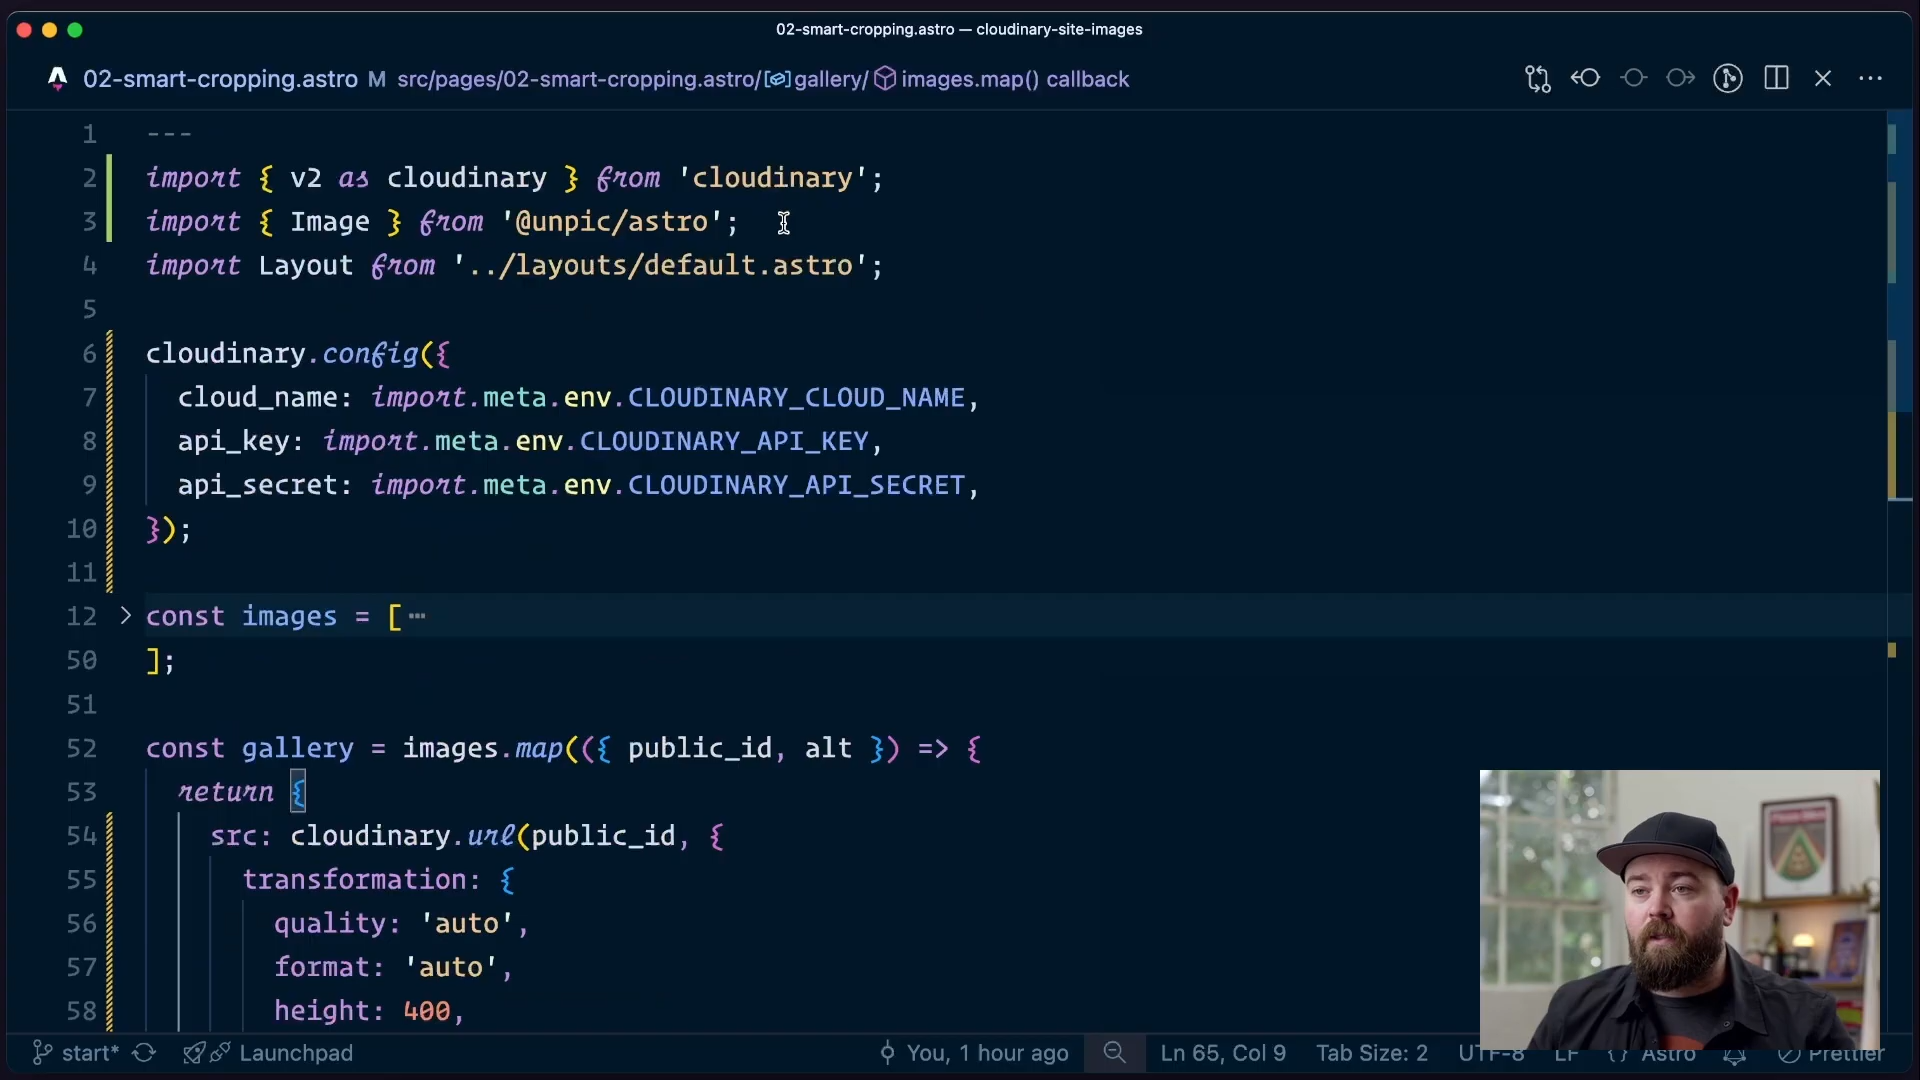 02-smart-cropping.astro — cloudinary-site-images
02-smart-cropping.astro M src/pages/02-smart-cropping.astro/gallery/ images.map() callback
1 ---
2 import { v2 as cloudinary } from 'cloudinary';
3 import { Image } from '@unpic/astro';
4 import Layout from '../layouts/default.astro';
5
6 cloudinary.config({
7 cloud_name: import.meta.env.CLOUDINARY_CLOUD_NAME,
8 api_key: import.meta.env.CLOUDINARY_API_KEY,
9 api_secret: import.meta.env.CLOUDINARY_API_SECRET,
10 });
11
12 const images = [ ⋯
50 ];
51
52 const gallery = images.map(({ public_id, alt }) => {
53 return {
54 src: cloudinary.url(public_id, {
55 transformation: {
56 quality: 'auto',
57 format: 'auto',
58 height: 400,
start* Launchpad You, 1 hour ago Ln 65, Col 9 Tab Size: 2 UTF-8 LF {} Astro Prettier